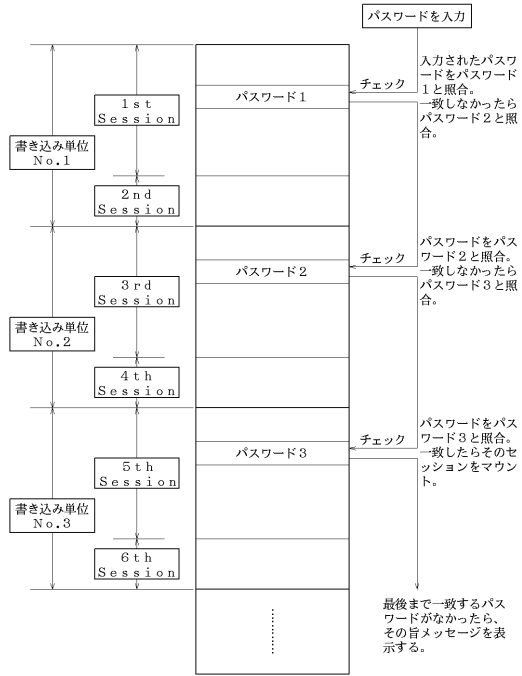 パスワードを入力
入力されたパスワ
ードをパスワード
１と照合。
一致しなかったら
パスワード２と照
合。
チェック
パスワード１
１ｓｔ
Ｓｅｓｓｉｏｎ
書き込み単位
Ｎｏ.１
２ｎｄ
Ｓｅｓｓｉｏｎ
パスワードをパス
ワード２と照合。
一致しなかったら
パスワード３と照
合。
チェック
パスワード２
３ｒｄ
Ｓｅｓｓｉｏｎ
書き込み単位
Ｎｏ.２
４ｔｈ
Ｓｅｓｓｉｏｎ
パスワードをパス
ワード３と照合。
一致したらそのセ
ッションをマウン
ト。
チェック
パスワード３
５ｔｈ
Ｓｅｓｓｉｏｎ
書き込み単位
Ｎｏ.３
６ｔｈ
Ｓｅｓｓｉｏｎ
最後まで一致するパス
ワードがなかったら、
その旨メッセージを表
示する。